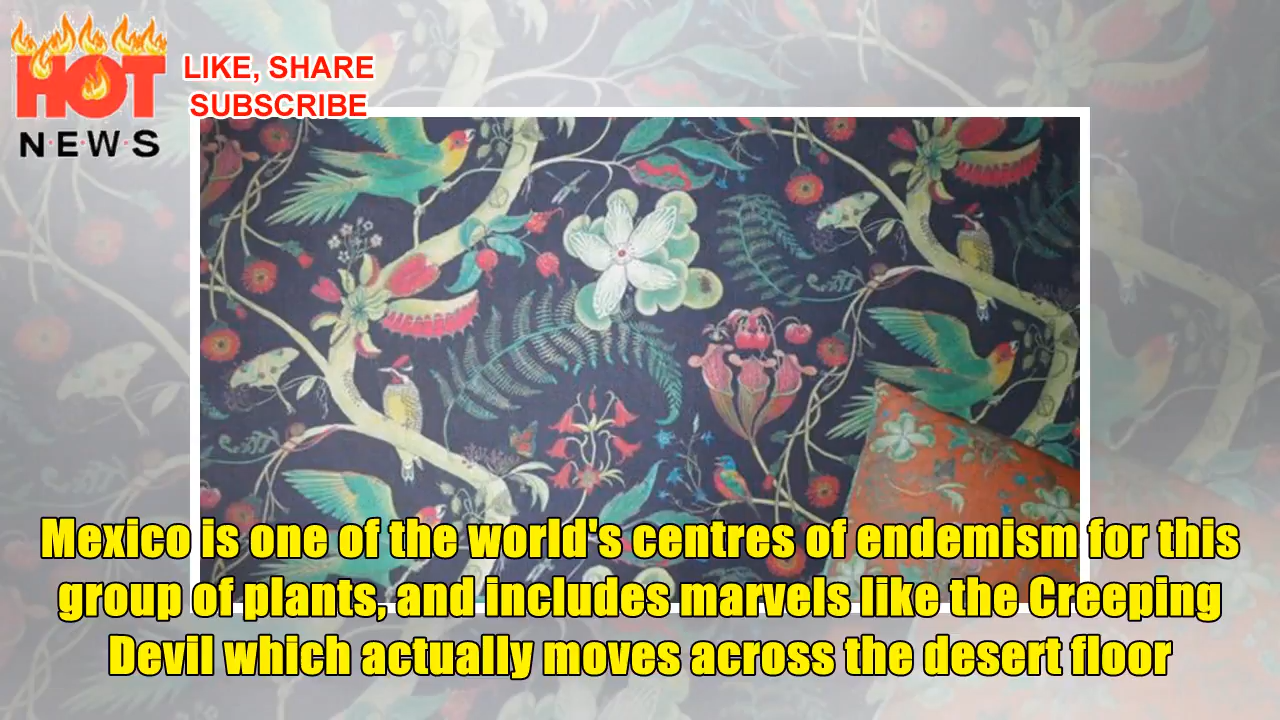 HOT
NEWS
LIKE, SHARE
SUBSCRIBE
Mexico is one of the world's centres of endemism for this
group of plants, and includes marvels like the Creeping
Devil which actually moves across the desert floor